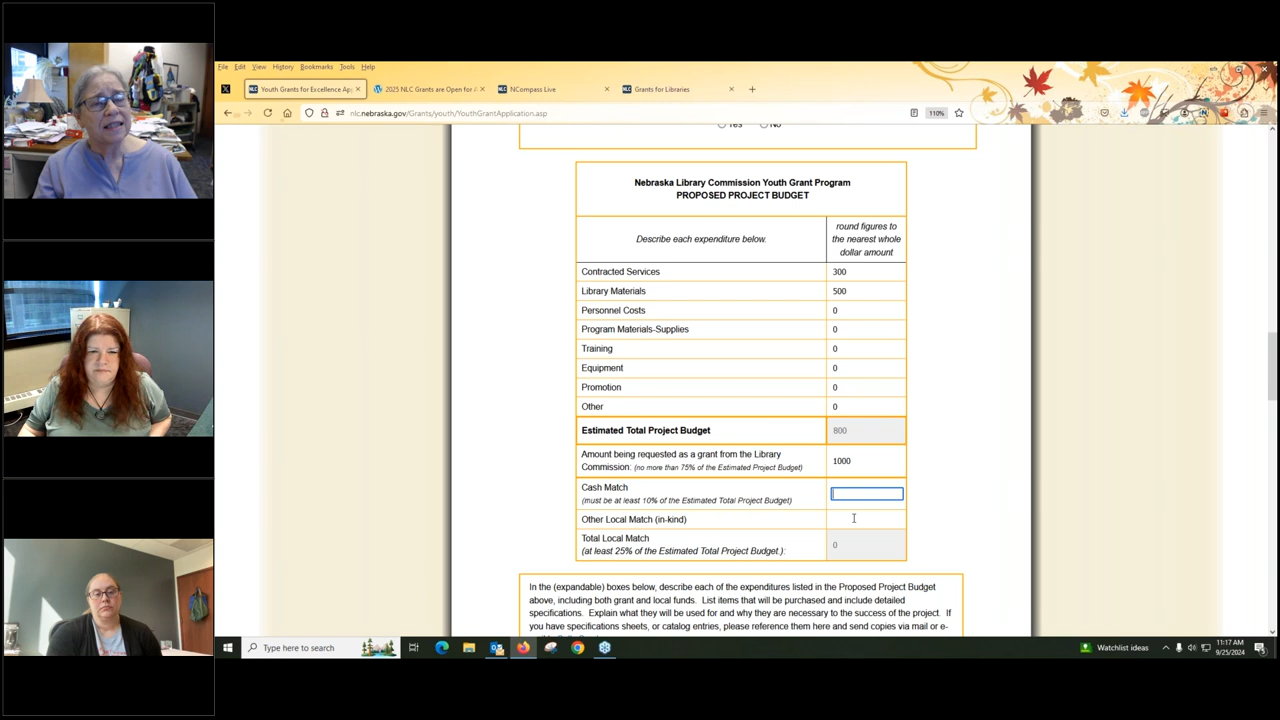 File Edit View History Bookmarks Tools Help
Youth Grants for Excellence Ap
2025 NLC Grants are Open for
NLC NCompass Live
NLC Grants for Libraries
nlc.nebraska.gov/Grants/youth/YouthGrantApplication.asp
110%
Yes No
Nebraska Library Commission Youth Grant Program
PROPOSED PROJECT BUDGET
Describe each expenditure below.
round figures to
the nearest whole
dollar amount
Contracted Services 300
Library Materials 500
Personnel Costs 0
Program Materials-Supplies 0
Training 0
Equipment 0
Promotion 0
Other 0
Estimated Total Project Budget 800
Amount being requested as a grant from the Library
Commission: (no more than 75% of the Estimated Project Budget) 1000
Cash Match
(must be at least 10% of the Estimated Total Project Budget)
Other Local Match (in-kind)
Total Local Match
(at least 25% of the Estimated Total Project Budget.): 0
In the (expandable) boxes below, describe each of the expenditures listed in the Proposed Project Budget
above, including both grant and local funds. List items that will be purchased and include detailed
specifications. Explain what they will be used for and why they are necessary to the success of the project. If
you have specifications sheets, or catalog entries, please reference them here and send copies via mail or e-
Type here to search
Watchlist ideas
11:17 AM
9/25/2024